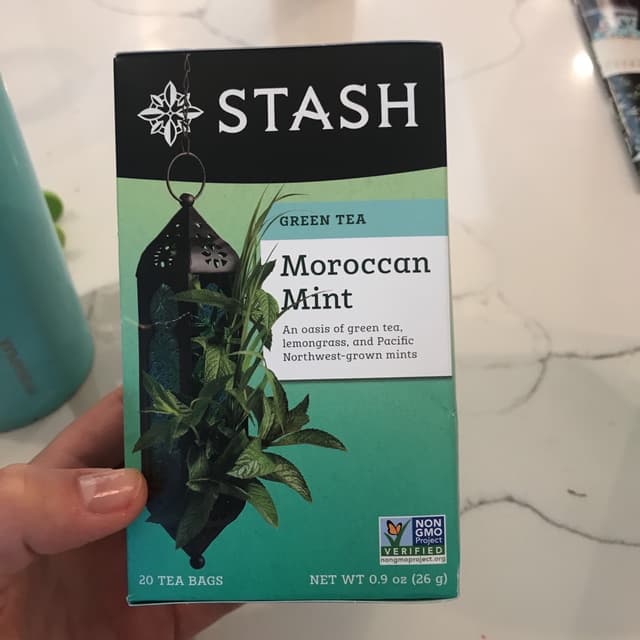 STASH
GREEN TEA
Moroccan
Mint
An oasis of green tea,
lemongrass, and Pacific
Northwest-grown mints
NON
GMO
Project
VERIFIED
nongmoproject.org
20 TEA BAGS
NET WT 0.9 oz (26 g)